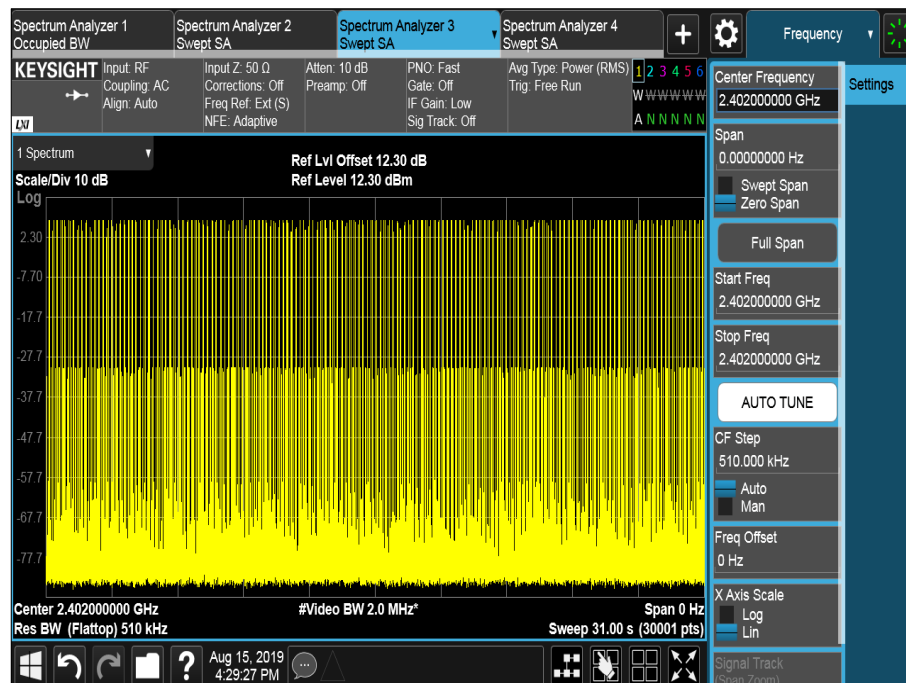 Spectrum Analyzer 1
Occupied BW
Spectrum Analyzer 2
Swept SA
Spectrum Analyzer 3
Swept SA
Spectrum Analyzer 4
Swept SA
Frequency
KEYSIGHT
LXI
Input: RF
Coupling: AC
Align: Auto
Input Z: 50 Ω
Corrections: Off
Freq Ref: Ext (S)
NFE: Adaptive
Atten: 10 dB
Preamp: Off
PNO: Fast
Gate: Off
IF Gain: Low
Sig Track: Off
Avg Type: Power (RMS)
Trig: Free Run
1 2 3 4 5 6
W W W W W W
A N N N N N
1 Spectrum
Scale/Div 10 dB
Log
Ref Lvl Offset 12.30 dB
Ref Level 12.30 dBm
2.30
-7.70
-17.7
-27.7
-37.7
-47.7
-57.7
-67.7
-77.7
Center 2.402000000 GHz
Res BW (Flattop) 510 kHz
#Video BW 2.0 MHz*
Span 0 Hz
Sweep 31.00 s (30001 pts)
Aug 15, 2019
4:29:27 PM
Center Frequency
2.402000000 GHz
Settings
Span
0.00000000 Hz
Swept Span
Zero Span
Full Span
Start Freq
2.402000000 GHz
Stop Freq
2.402000000 GHz
AUTO TUNE
CF Step
510.000 kHz
Auto
Man
Freq Offset
0 Hz
X Axis Scale
Log
Lin
Signal Track
(Span Zoom)